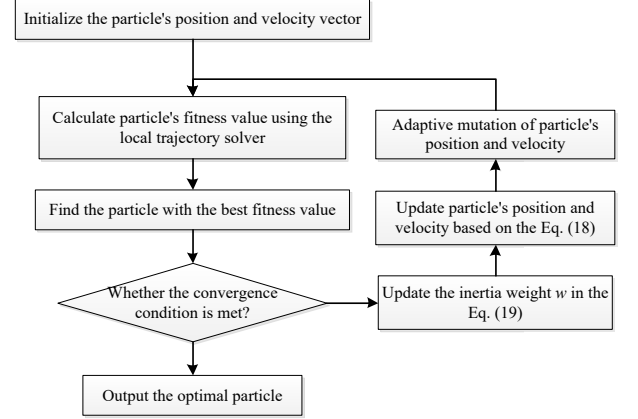 Initialize the particle's position and velocity vector
Calculate particle's fitness value using the
local trajectory solver
Find the particle with the best fitness value
Whether the convergence
condition is met?
Output the optimal particle
Update the inertia weight w in the
Eq. (19)
Update particle's position and
velocity based on the Eq. (18)
Adaptive mutation of particle's
position and velocity